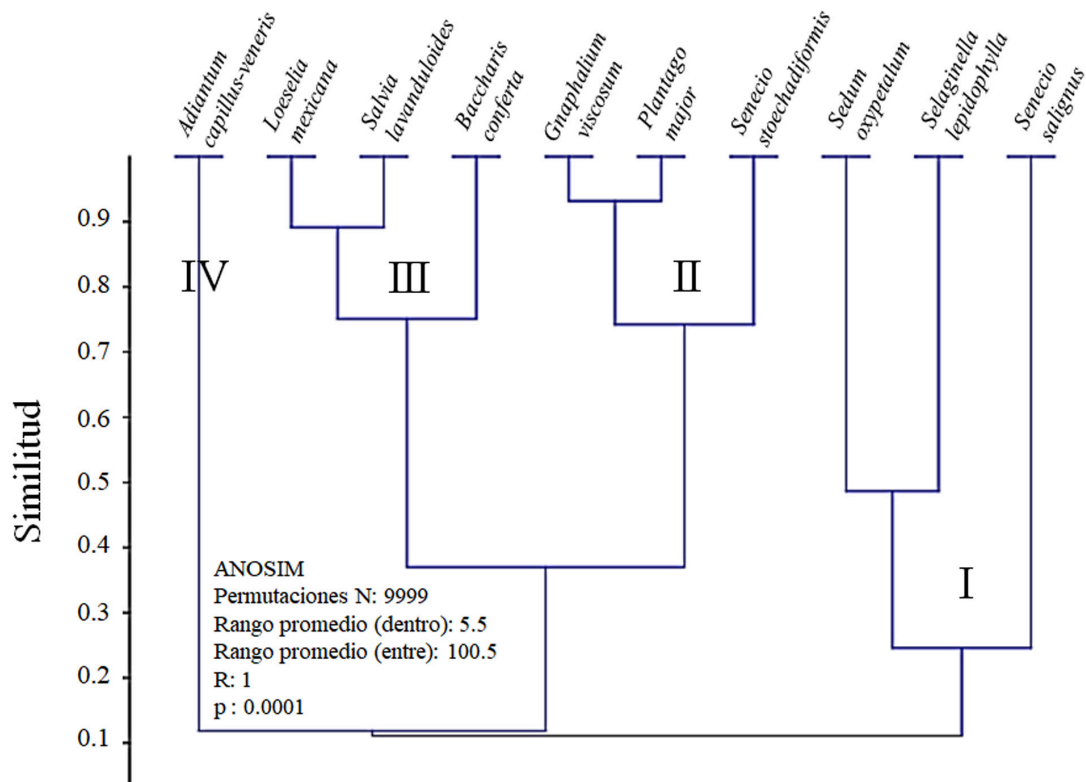 Adiantum
capillus-veneris
Loeselia
mexicana
Salvia
lavanduloides
Baccharis
conferta
Gnaphalium
viscosum
Plantago
major
Senecio
stoechadiformis
Sedum
oxypetalum
Selaginella
lepidophylla
Senecio
salignus
0.9
0.8
0.7
0.6
0.5
0.4
0.3
0.2
0.1
Similitud
IV
III
II
I
ANOSIM
Permutaciones N: 9999
Rango promedio (dentro): 5.5
Rango promedio (entre): 100.5
R: 1
p : 0.0001